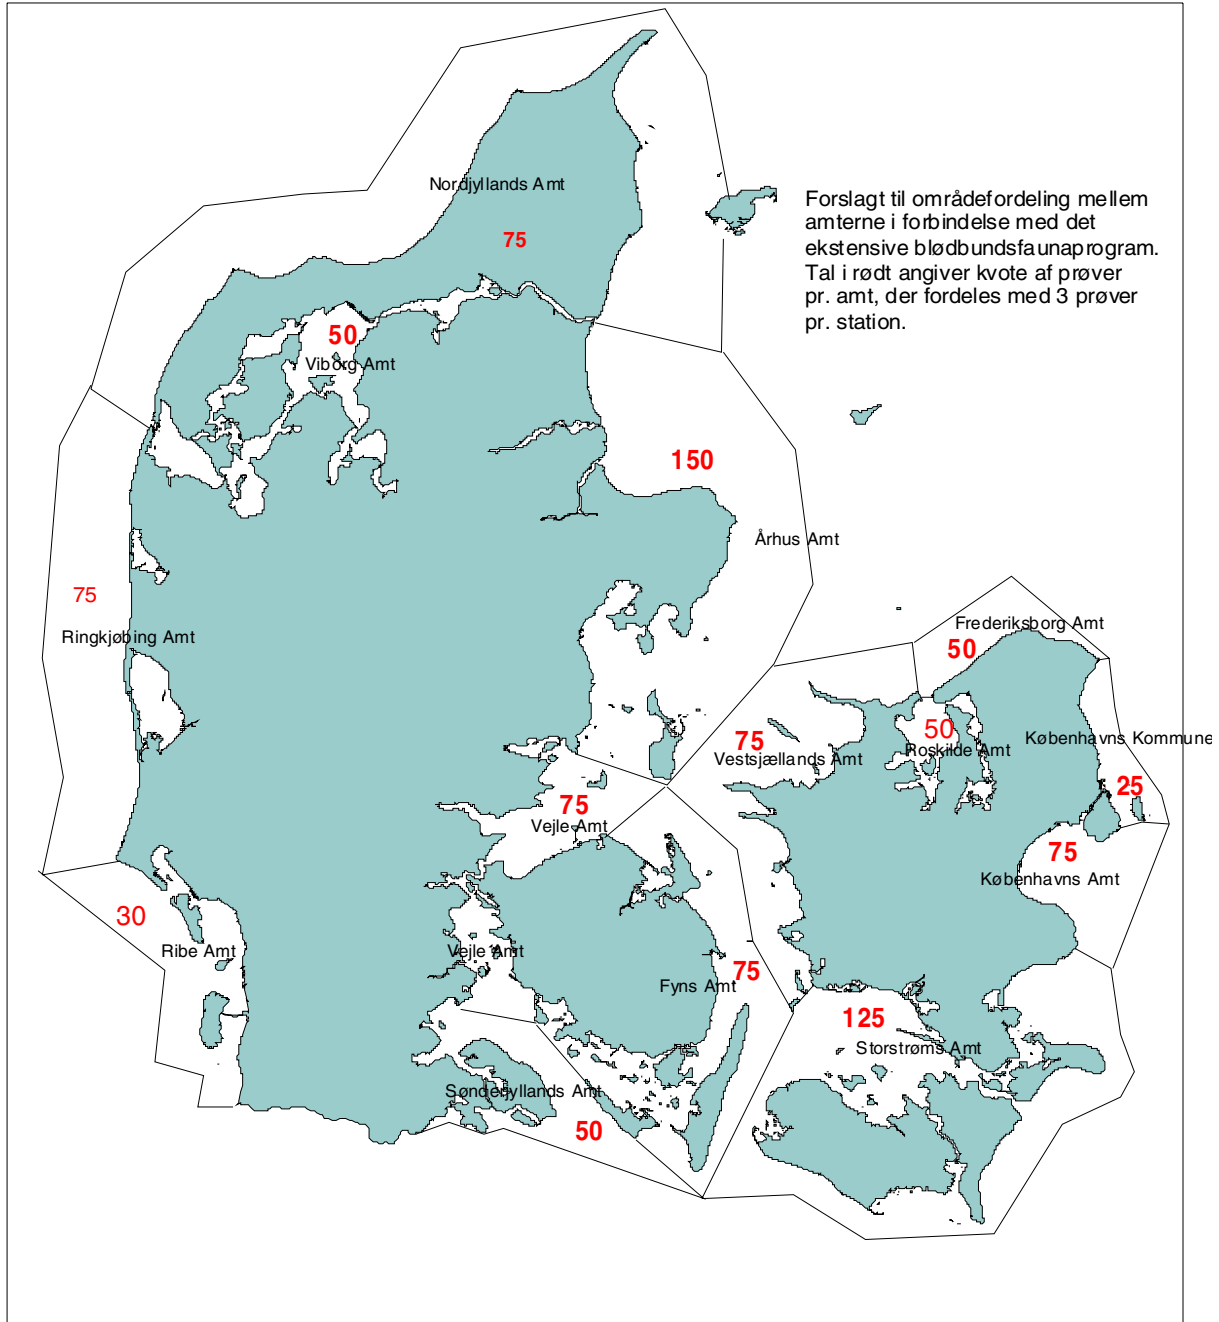 Nordjyllands Amt
75
Forslagt til områdefordeling mellem
amterne i forbindelse med det
ekstensive blødbundsfaunaprogram.
Tal i rødt angiver kvote af prøver
pr. amt, der fordeles med 3 prøver
pr. station.
50
Viborg Amt
150
Århus Amt
75
Ringkjøbing Amt
Frederiksborg Amt
50
50
Roskilde Amt
75
Vestsjællands Amt
Københavns Kommune
25
75
Vejle Amt
75
Københavns Amt
30
Ribe Amt
Vejle Amt
75
Fyns Amt
125
Storstrøms Amt
Sønderjyllands Amt
50